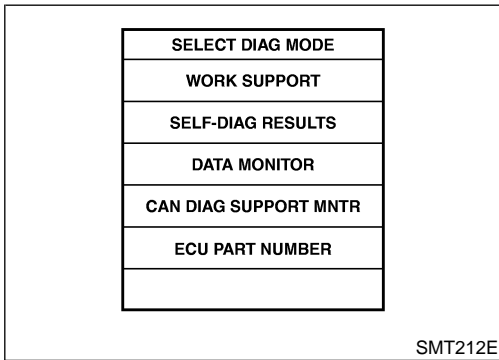 SELECT DIAG MODE
WORK SUPPORT
SELF-DIAG RESULTS
DATA MONITOR
CAN DIAG SUPPORT MNTR
ECU PART NUMBER
SMT212E